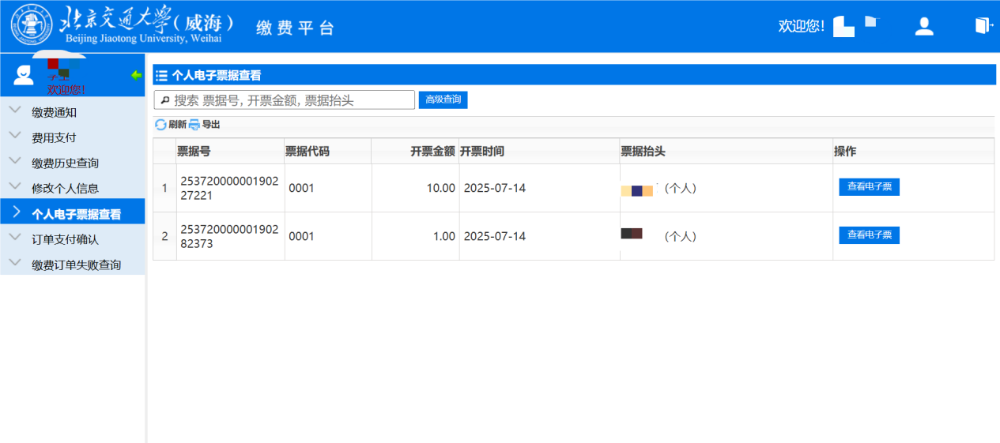 北京交通大学(威海) 缴费平台
Beijing Jiaotong University, Weihai
欢迎您!
欢迎您!
缴费通知
费用支付
缴费历史查询
修改个人信息
个人电子票据查看
订单支付确认
缴费订单失败查询
个人电子票据查看
搜索 票据号, 开票金额, 票据抬头 高级查询
刷新 导出
票据号 票据代码 开票金额 开票时间 票据抬头 操作
1 253720000001902 0001 10.00 2025-07-14 (个人) 查看电子票
27221
2 253720000001902 0001 1.00 2025-07-14 (个人) 查看电子票
82373